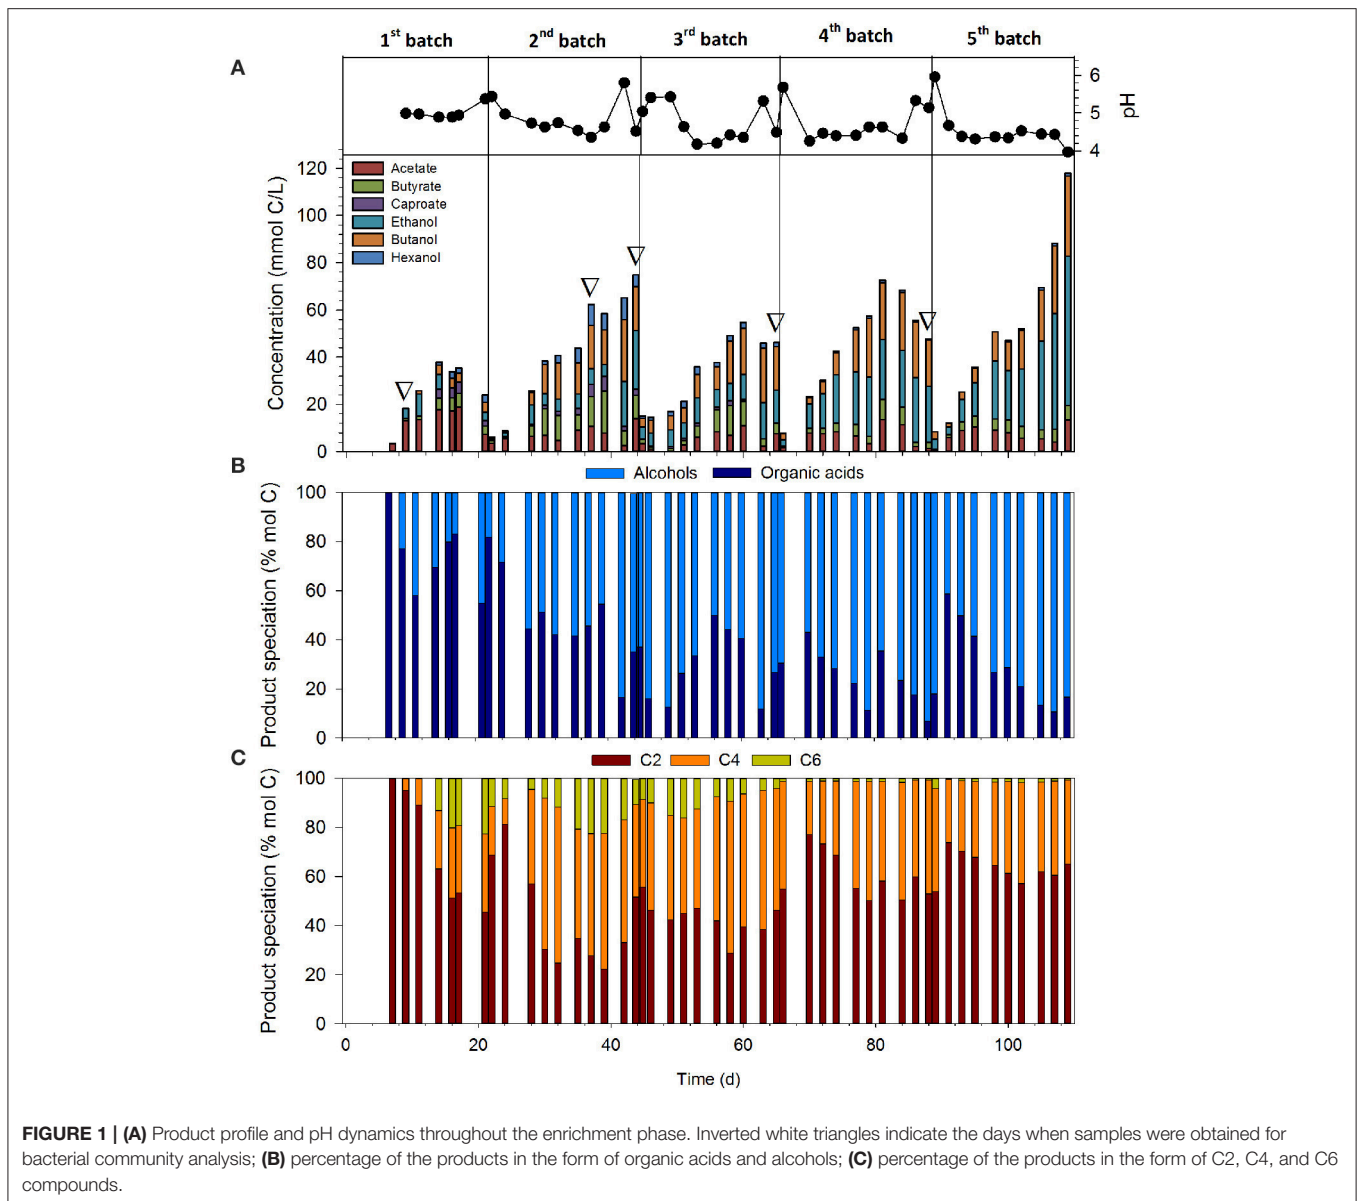 1st batch
2nd batch
3rd batch
4th batch
5th batch
A
6
5
4
pH
120
100
80
60
40
20
0
Concentration (mmol C/L)
Acetate
Butyrate
Caproate
Ethanol
Butanol
Hexanol
B
Alcohols
Organic acids
100
80
60
40
20
0
Product speciation (% mol C)
C
C2
C4
C6
100
80
60
40
20
0
Product speciation (% mol C)
0
20
40
60
80
100
Time (d)
FIGURE 1 | (A) Product profile and pH dynamics throughout the enrichment phase. Inverted white triangles indicate the days when samples were obtained for
bacterial community analysis; (B) percentage of the products in the form of organic acids and alcohols; (C) percentage of the products in the form of C2, C4, and C6
compounds.